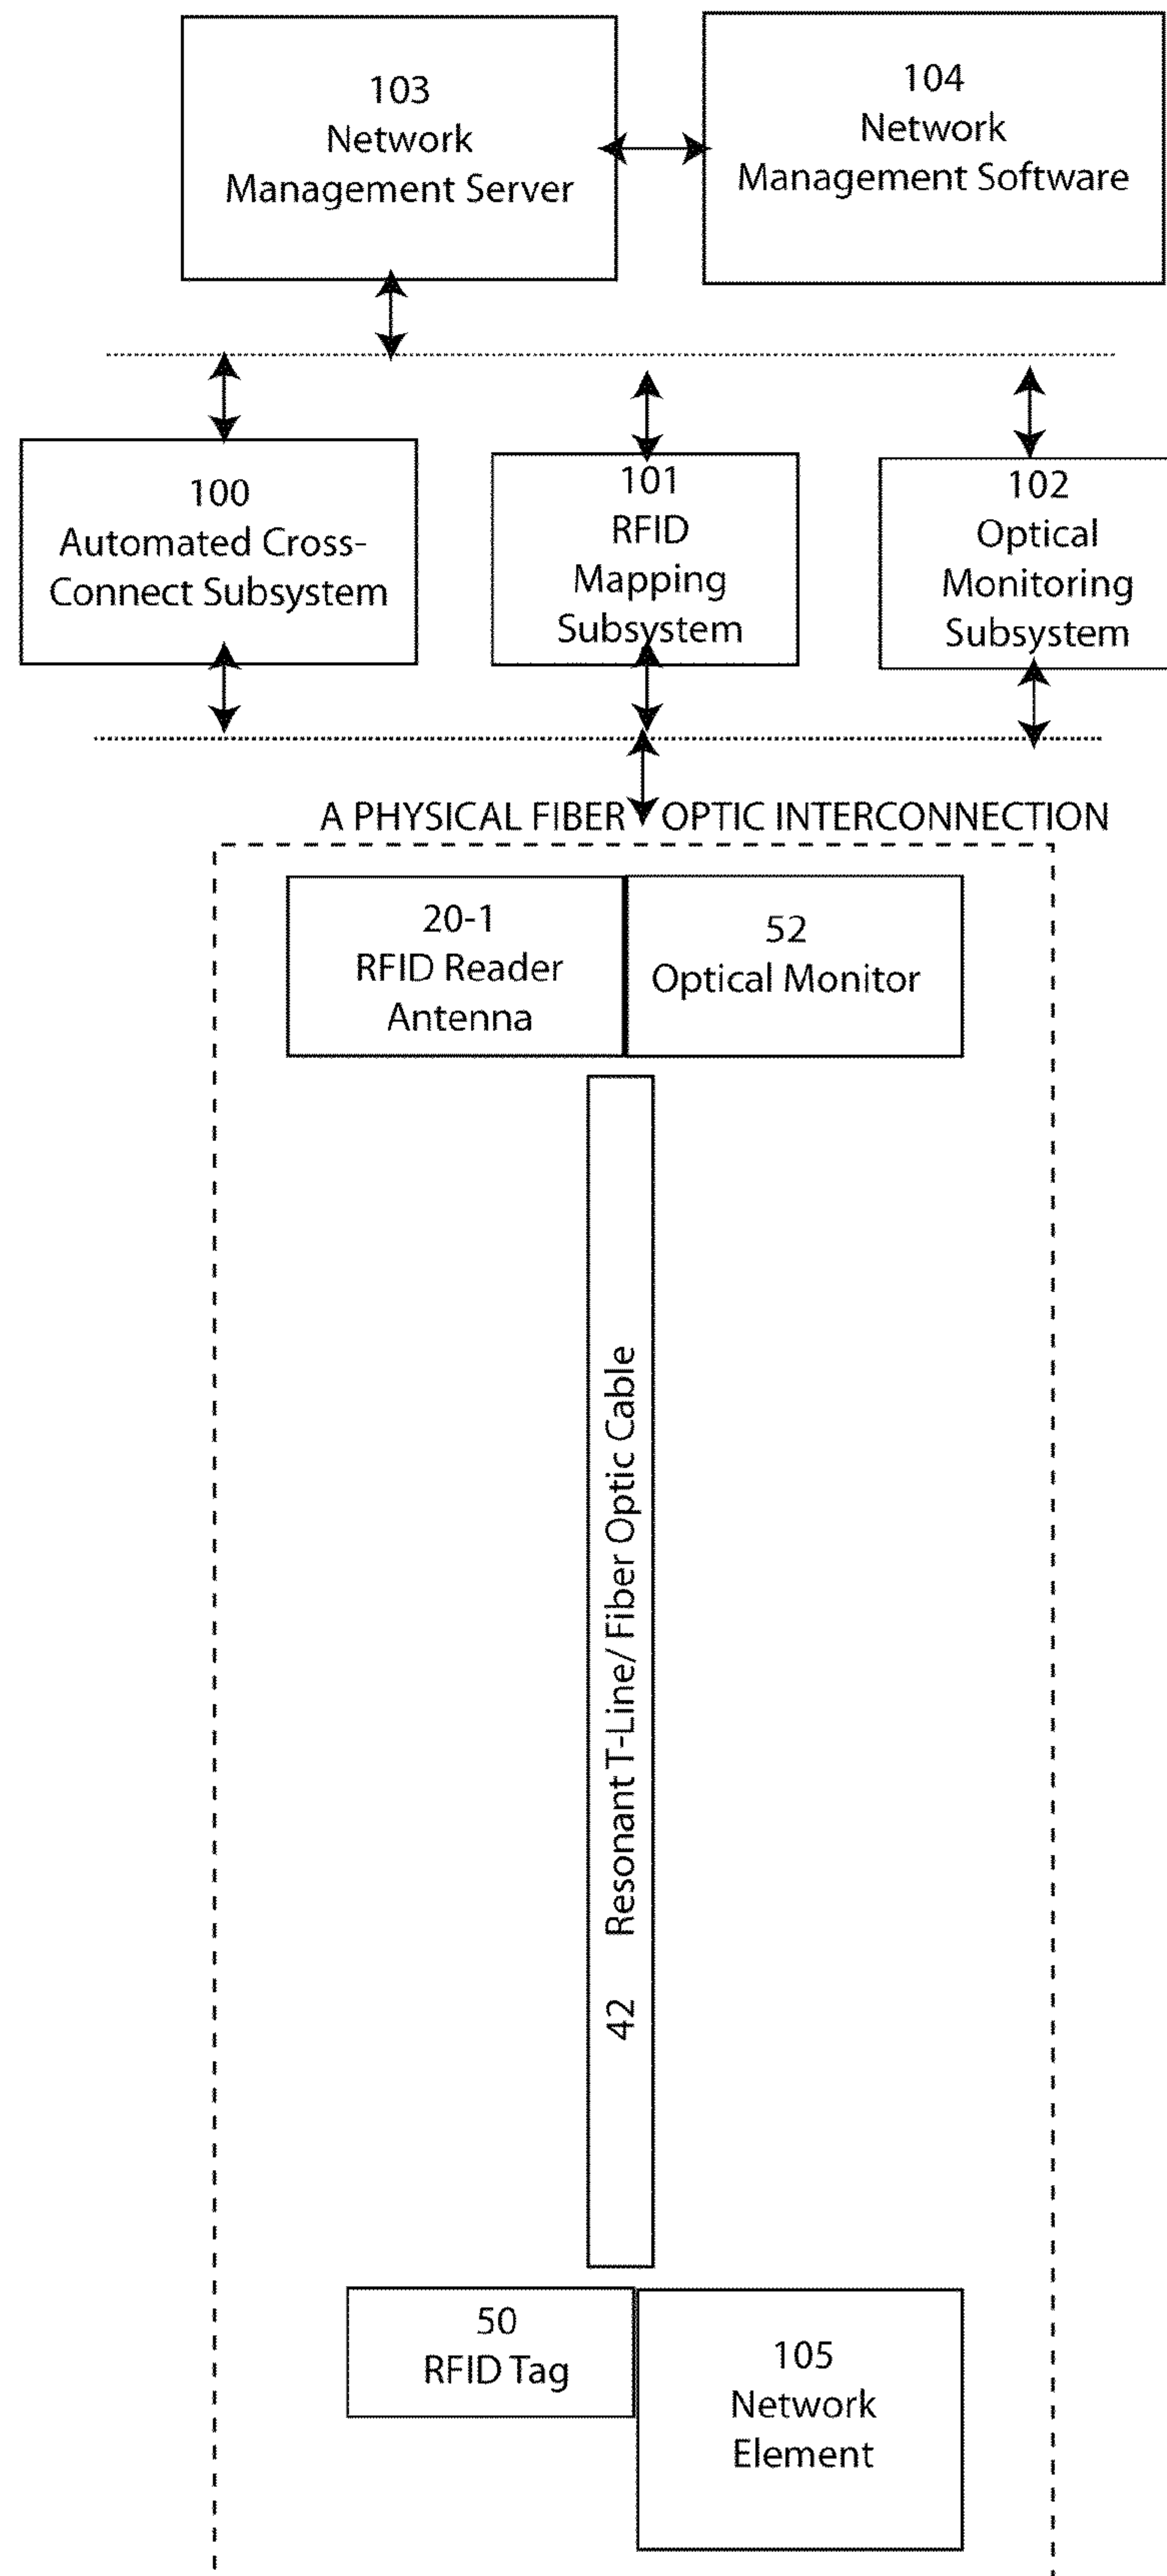 103
Network
Management Server
104
Network
Management Software
100
Automated Cross-
Connect Subsystem
101
RFID
Mapping
Subsystem
102
Optical
Monitoring
Subsystem
A PHYSICAL FIBER OPTIC INTERCONNECTION
20-1
RFID Reader
Antenna
52
Optical Monitor
42 Resonant T-Line/ Fiber Optic Cable
50
RFID Tag
105
Network
Element